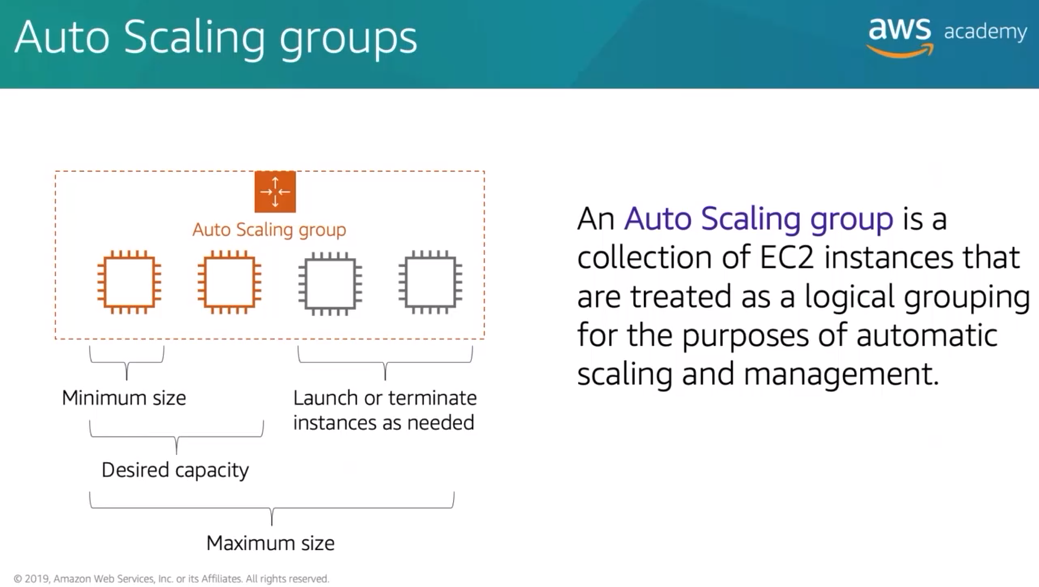 Auto Scaling groups
aws academy
Auto Scaling group
Minimum size
Launch or terminate
instances as needed
Desired capacity
Maximum size
An Auto Scaling group is a
collection of EC2 instances that
are treated as a logical grouping
for the purposes of automatic
scaling and management.
© 2019, Amazon Web Services, Inc. or its Affiliates. All rights reserved.